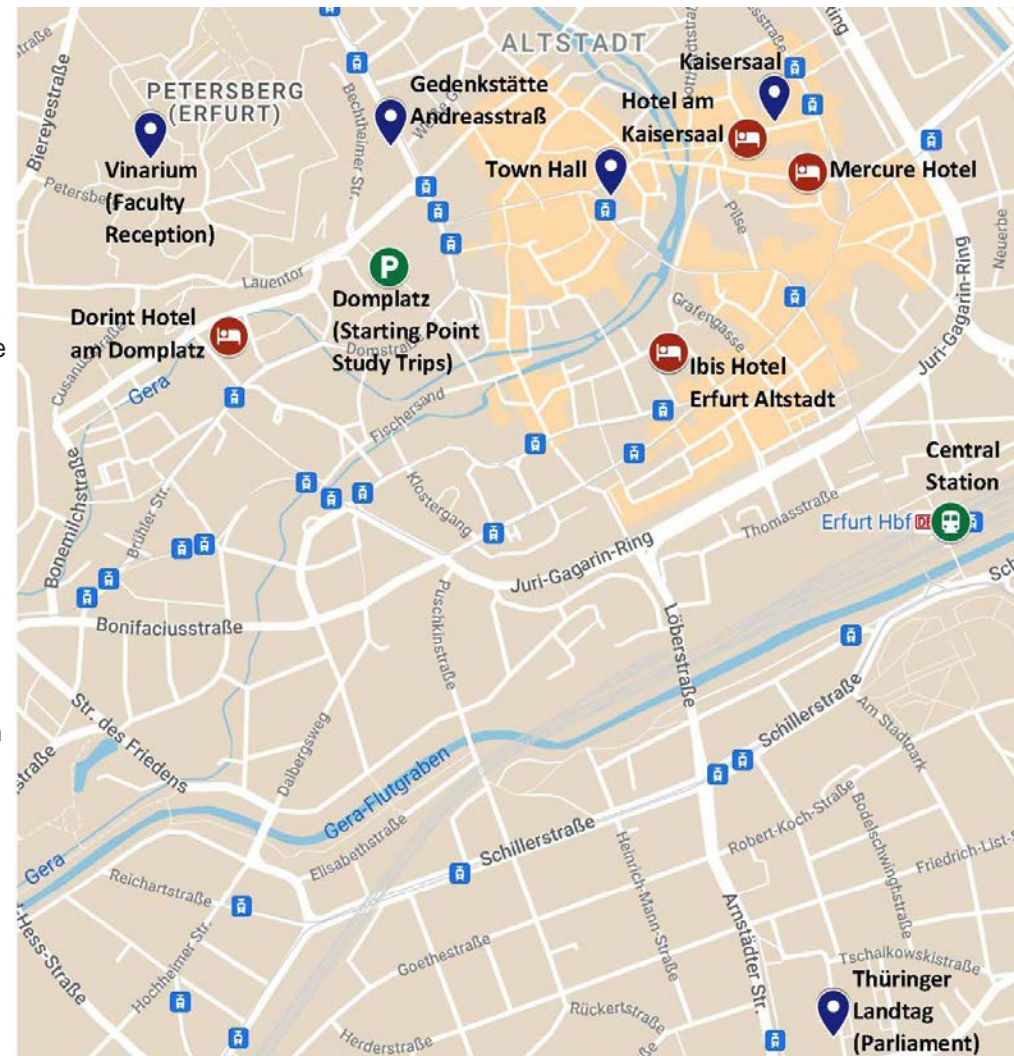 ALTSTADT
PETERSBERG
(ERFURT)
Biereyestraße
Bechtheimer Str.
Gedenkstätte
Andreasstraß
Kaisersaal
Hotel am
Kaisersaal
Ring
Vinarium
(Faculty
Reception)
Town Hall
Mercure Hotel
Pilse
Neuerbe
Lauentor
P
Domplatz
(Starting Point
Study Trips)
Domstraße
Dorint Hotel
am Domplatz
Grafengasse
Juri-Gagarin-Ring
Gera
Fischersand
Ibis Hotel
Erfurt Altstadt
Bonemilchstraße
Brühler Str.
Klostergang
Central
Station
Thomasstraße
Erfurt Hbf
Juri-Gagarin-Ring
Bonifaciusstraße
Puschkinstraße
Löberstraße
Str. des Friedens
Dalbergsweg
Schillerstraße
Am Stadtpark
Gera-Flutgraben
Gera
Elisabethstraße
Schillerstraße
Robert-Koch-Straße
Bodelschwinghstraße
Friedrich-List-s
Reichartstraße
Heinrich-Mann-Straße
Arnstädter Str.
-Hess-Straße
Hochheimer Str.
Goethestraße
Tschaikowskistraße
Thüringer
Landtag
(Parliament)
Rückertstraße
Herderstraße